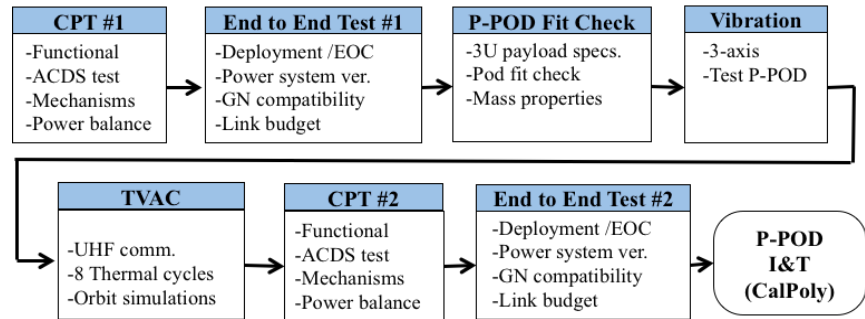 CPT #1
-Functional
-ACDS test
-Mechanisms
-Power balance
End to End Test #1
-Deployment /EOC
-Power system ver.
-GN compatibility
-Link budget
P-POD Fit Check
-3U payload specs.
-Pod fit check
-Mass properties
Vibration
-3-axis
-Test P-POD
TVAC
-UHF comm.
-8 Thermal cycles
-Orbit simulations
CPT #2
-Functional
-ACDS test
-Mechanisms
-Power balance
End to End Test #2
-Deployment /EOC
-Power system ver.
-GN compatibility
-Link budget
P-POD
I&T
(CalPoly)